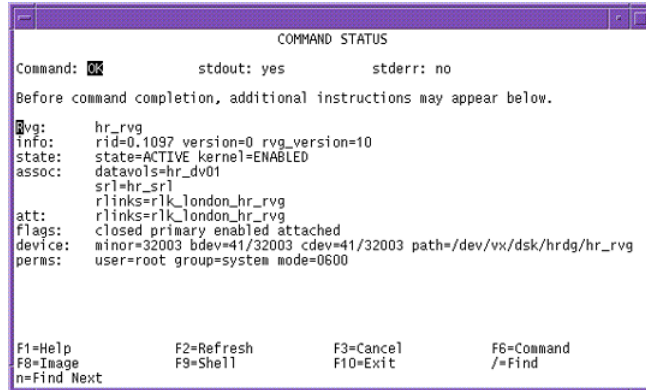 COMMAND STATUS
Command: OK stdout: yes stderr: no
Before command completion, additional instructions may appear below.
Rvg: hr_rvg
info: rid=0.1097 version=0 rvg_version=10
state: state=ACTIVE kernel=ENABLED
assoc: datavols=hr_dv01
srl=hr_srl
rlinks=rlk_london_hr_rvg
att: rlinks=rlk_london_hr_rvg
flags: closed primary enabled attached
device: minor=32003 bdev=41/32003 cdev=41/32003 path=/dev/vx/dsk/hrdg/hr_rvg
perms: user=root group=system mode=0600
F1=Help F2=Refresh F3=Cancel F6=Command
F8=Image F9=Shell F10=Exit /=Find
n=Find Next